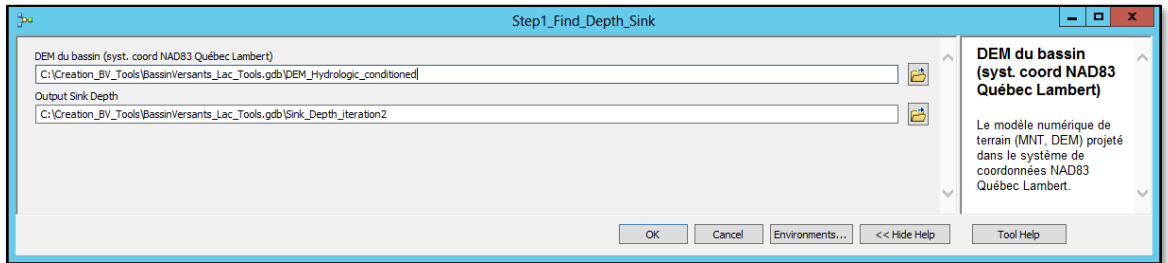 Step1_Find_Depth_Sink
DEM du bassin (syst. coord NAD83 Québec Lambert)
C:\Creation_BV_Tools\BassinVersants_Lac_Tools.gdb\DEM_Hydrologic_conditioned
Output Sink Depth
C:\Creation_BV_Tools\BassinVersants_Lac_Tools.gdb\Sink_Depth_iteration2
DEM du bassin
(syst. coord NAD83
Québec Lambert)
Le modèle numérique de
terrain (MNT, DEM) projeté
dans le système de
coordonnées NAD83
Québec Lambert.
OK Cancel Environments... << Hide Help Tool Help